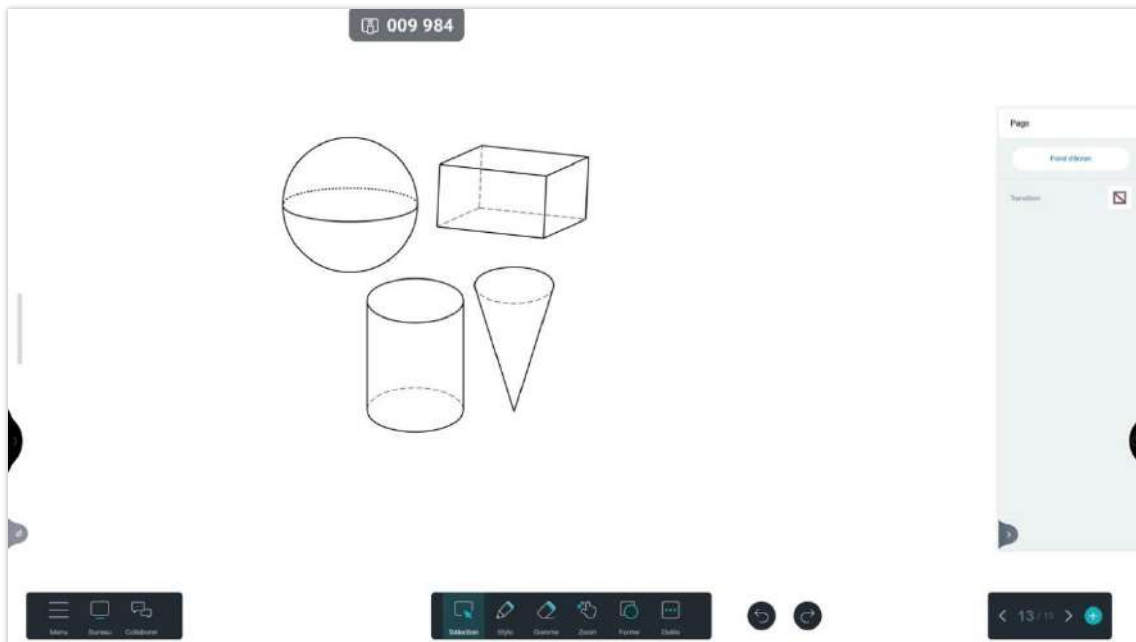 009 984
Page
Fond d'écran
Transition
Menu
Bureau
Collaborer
Sélection
Stylo
Gomme
Zoom
Forme
Outils
13